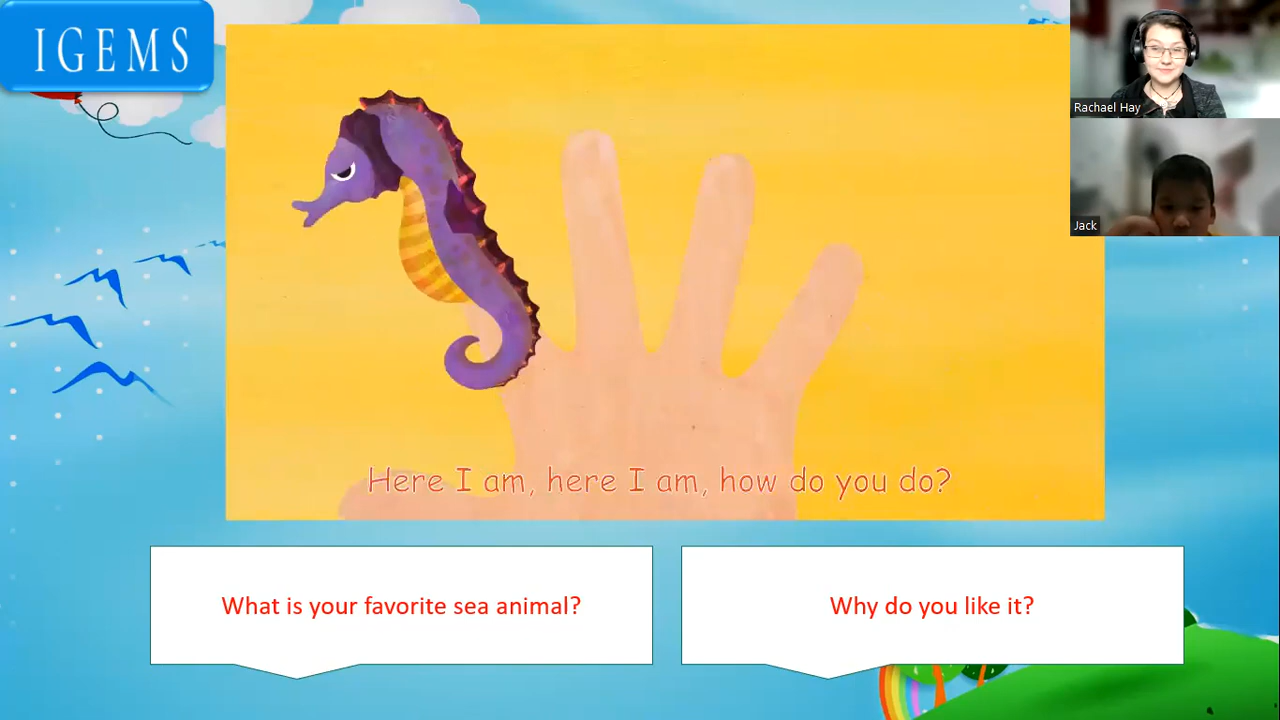 IGEMS
Rachael Hay
Jack
Here I am, here I am, how do you do?
What is your favorite sea animal?
Why do you like it?